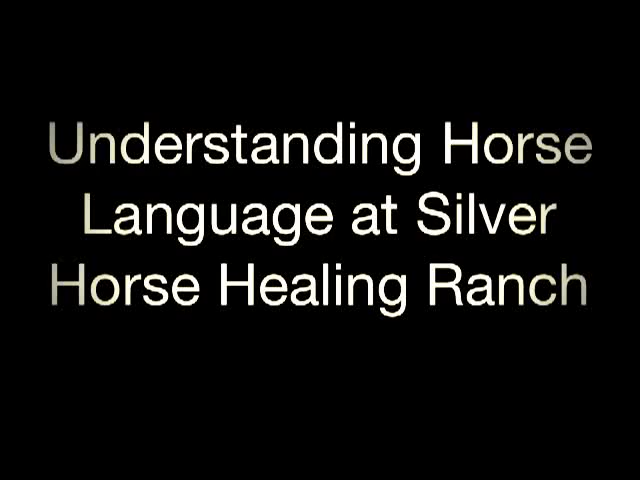 Understanding Horse
Language at Silver
Horse Healing Ranch